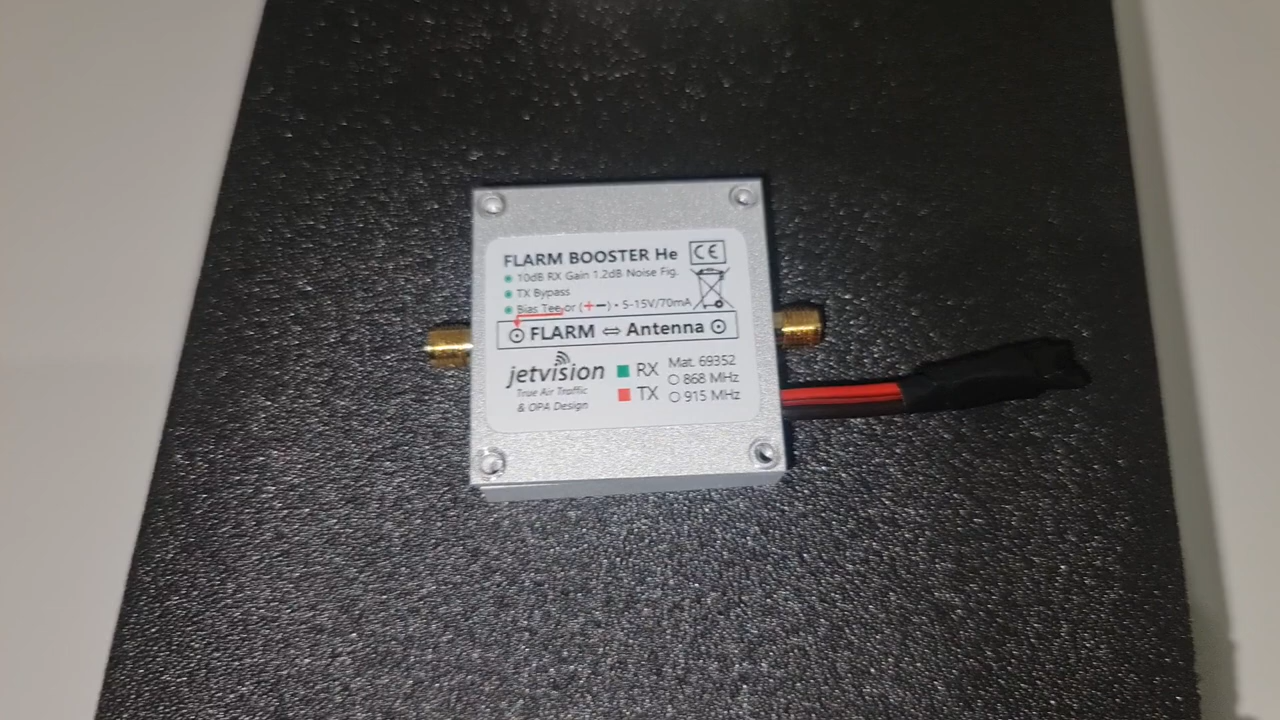 FLARM BOOSTER He CE
10dB RX Gain 1.2dB Noise Fig.
TX Bypass
Bias Tee or (+−) • 5-15V/70mA
FLARM ⇔ Antenna
jetvision
True Air Traffic
& OPA Design
RX
TX
Mat. 69352
868 MHz
915 MHz